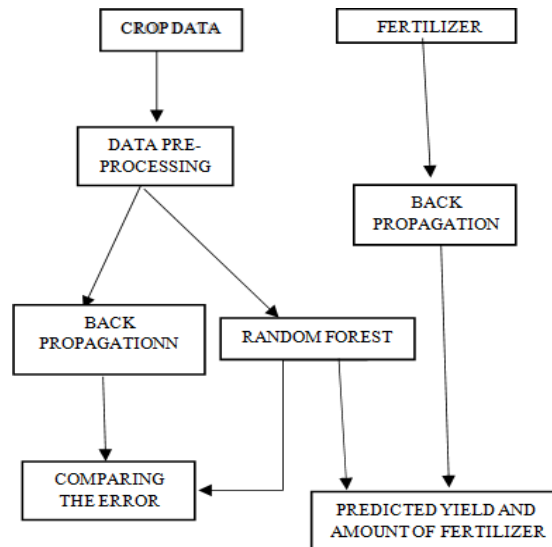 CROP DATA
FERTILIZER
DATA PRE-
PROCESSING
BACK
PROPAGATION
BACK
PROPAGATIONN
RANDOM FOREST
COMPARING
THE ERROR
PREDICTED YIELD AND
AMOUNT OF FERTILIZER